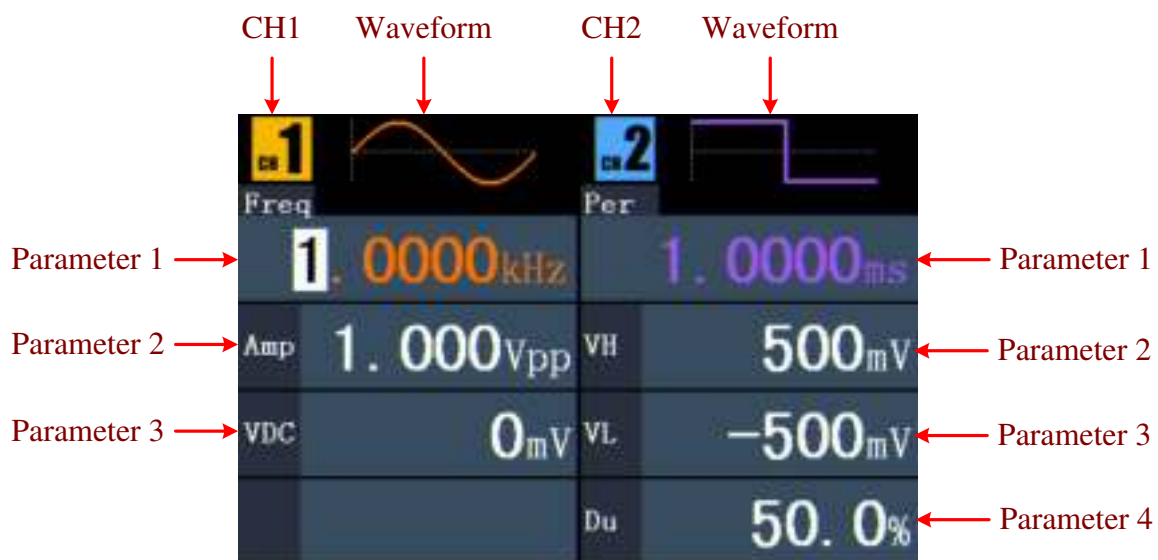 CH1 Waveform CH2 Waveform
CH 1 CH 2
Freq Per
Parameter 1 1.0000kHz 1.0000ms Parameter 1
Parameter 2 Amp 1.000Vpp VH 500mV Parameter 2
Parameter 3 VDC 0mV VL -500mV Parameter 3
Du 50.0% Parameter 4